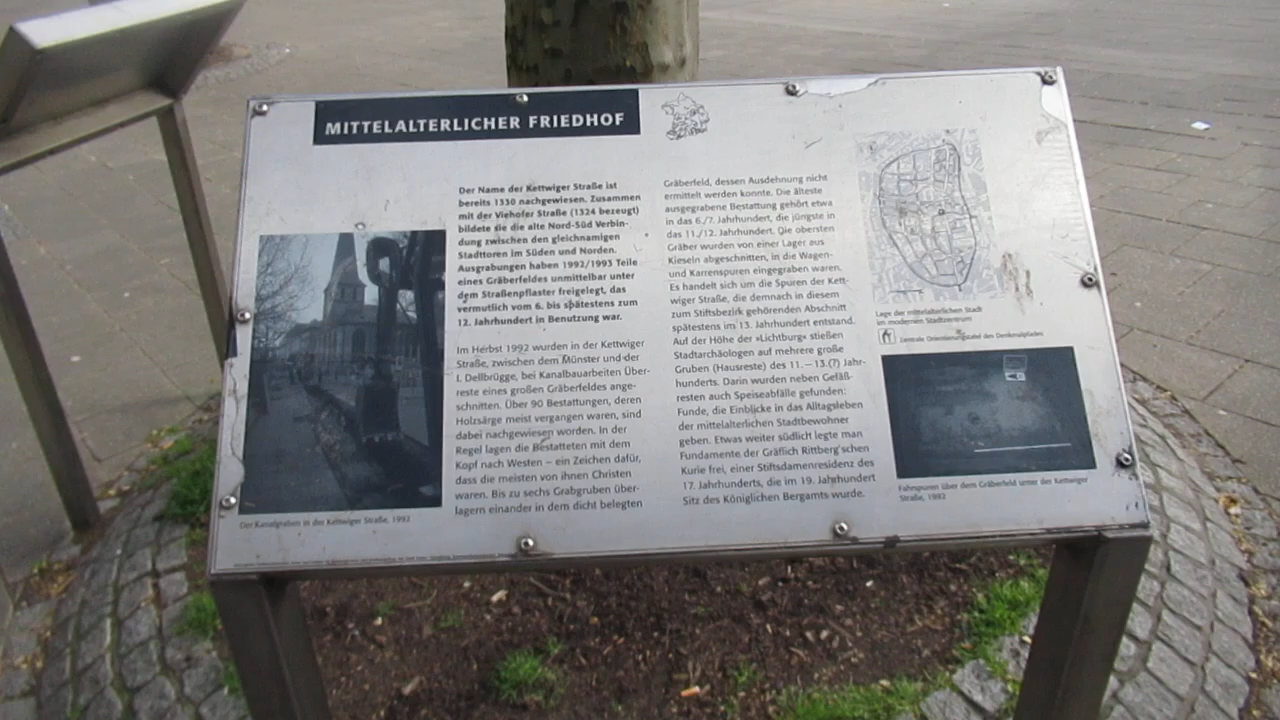 MITTELALTERLICHER FRIEDHOF
Der Name der Kettwiger Straße ist
bereits 1330 nachgewiesen. Zusammen
mit der Viehofer Straße (1324 bezeugt)
bildete sie die alte Nord-Süd Verbin-
dung zwischen den gleichnamigen
Stadttoren im Süden und Norden.
Ausgrabungen haben 1992/1993 Teile
eines Gräberfeldes unmittelbar unter
dem Straßenpflaster freigelegt, das
vermutlich vom 6. bis spätestens zum
12. Jahrhundert in Benutzung war.
Im Herbst 1992 wurden in der Kettwiger
Straße, zwischen dem Münster und der
I. Dellbrügge, bei Kanalbauarbeiten Über-
reste eines großen Gräberfeldes ange-
schnitten. Über 90 Bestattungen, deren
Holzsärge meist vergangen waren, sind
dabei nachgewiesen worden. In der
Regel lagen die Bestatteten mit dem
Kopf nach Westen – ein Zeichen dafür,
dass die meisten von ihnen Christen
waren. Bis zu sechs Grabgruben über-
lagern einander in dem dicht belegten
Gräberfeld, dessen Ausdehnung nicht
ermittelt werden konnte. Die älteste
ausgegrabene Bestattung gehört etwa
in das 6./7. Jahrhundert, die jüngste in
das 11./12. Jahrhundert. Die obersten
Gräber wurden von einer Lager aus
Kieseln abgeschnitten, in die Wagen-
und Karrenspuren eingegraben waren.
Es handelt sich um die Spuren der Kett-
wiger Straße, die demnach in diesem
zum Stiftsbezirk gehörenden Abschnitt
spätestens im 13. Jahrhundert entstand.
Auf der Höhe der »Lichtburg« stießen
Stadtarchäologen auf mehrere große
Gruben (Hausreste) des 11. – 13.(?) Jahr-
hunderts. Darin wurden neben Gefäß-
resten auch Speiseabfälle gefunden:
Funde, die Einblicke in das Alltagsleben
der mittelalterlichen Stadtbewohner
geben. Etwas weiter südlich legte man
Fundamente der Gräflich Rittberg'schen
Kurie frei, einer Stiftsdamenresidenz des
17. Jahrhunderts, die im 19. Jahrhundert
Sitz des Königlichen Bergamts wurde.
Lage der mittelalterlichen Stadt
im modernen Stadtzentrum
Zentrale Orientierungstafel des Denkmalpfades
Fahrspuren über dem Gräberfeld unter der Kettwiger
Straße, 1992
Der Kanalgraben in der Kettwiger Straße, 1992